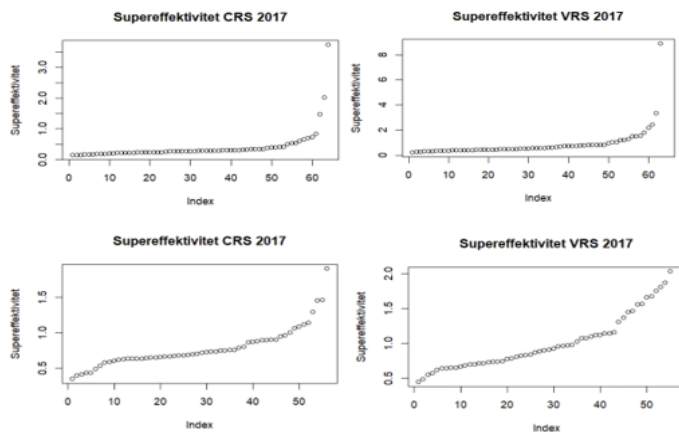 Supereffektivitet CRS 2017
Supereffektivitet
0.0 1.0 2.0 3.0
0 10 20 30 40 50 60
Index
Supereffektivitet VRS 2017
Supereffektivitet
0 2 4 6 8
0 10 20 30 40 50 60
Index
Supereffektivitet CRS 2017
Supereffektivitet
0.5 1.0 1.5
0 10 20 30 40 50
Index
Supereffektivitet VRS 2017
Supereffektivitet
0.5 1.0 1.5 2.0
0 10 20 30 40 50
Index